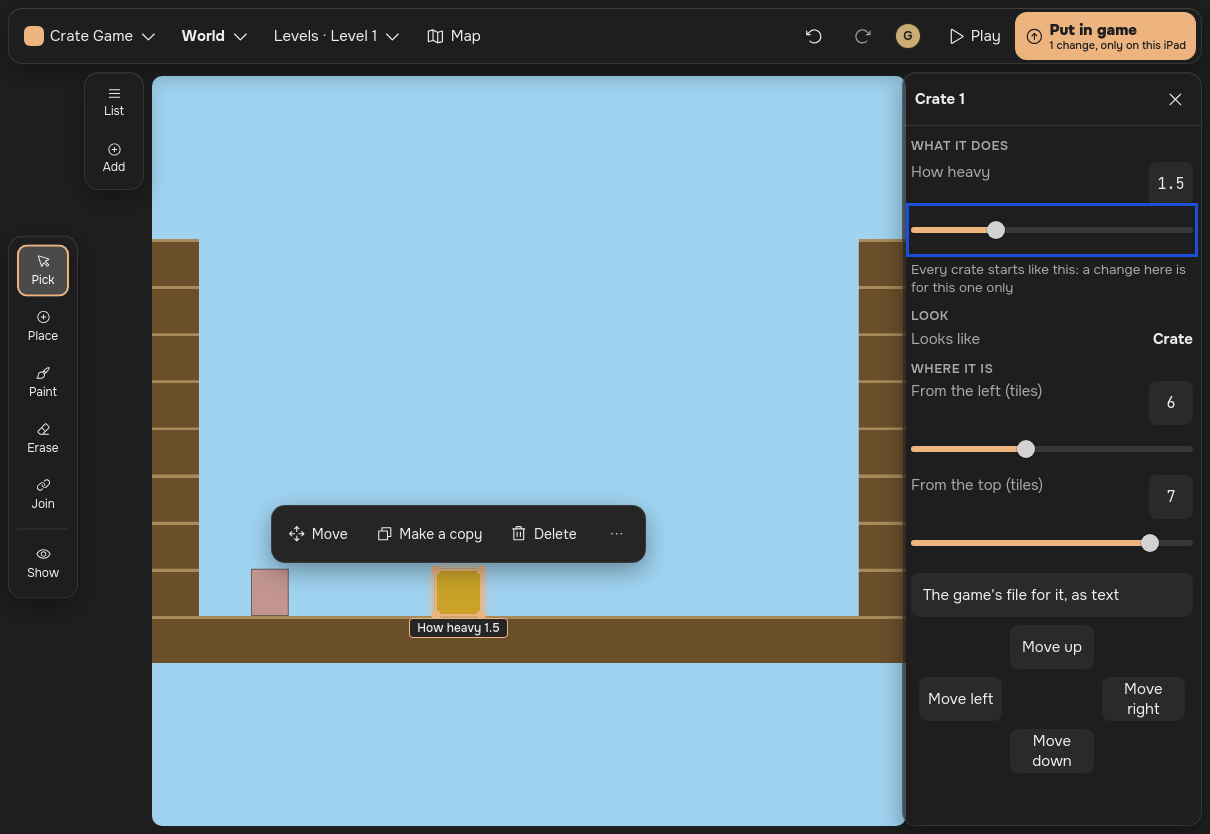 Crate Game
World
Levels · Level 1
Map
G
Play
Put in game
1 change, only on this iPad
List
Add
Pick
Place
Paint
Erase
Join
Show
Move
Make a copy
Delete
...
How heavy 1.5
Crate 1
WHAT IT DOES
How heavy
1.5
Every crate starts like this: a change here is
for this one only
LOOK
Looks like
Crate
WHERE IT IS
From the left (tiles)
6
From the top (tiles)
7
The game's file for it, as text
Move up
Move left
Move
right
Move
down